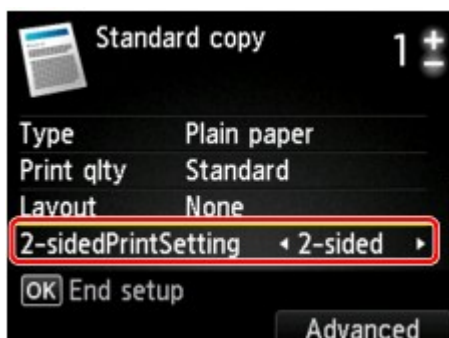 Standard copy 1
Type Plain paper
Print qlty Standard
Layout None
2-sidedPrintSetting 2-sided
OK End setup
Advanced